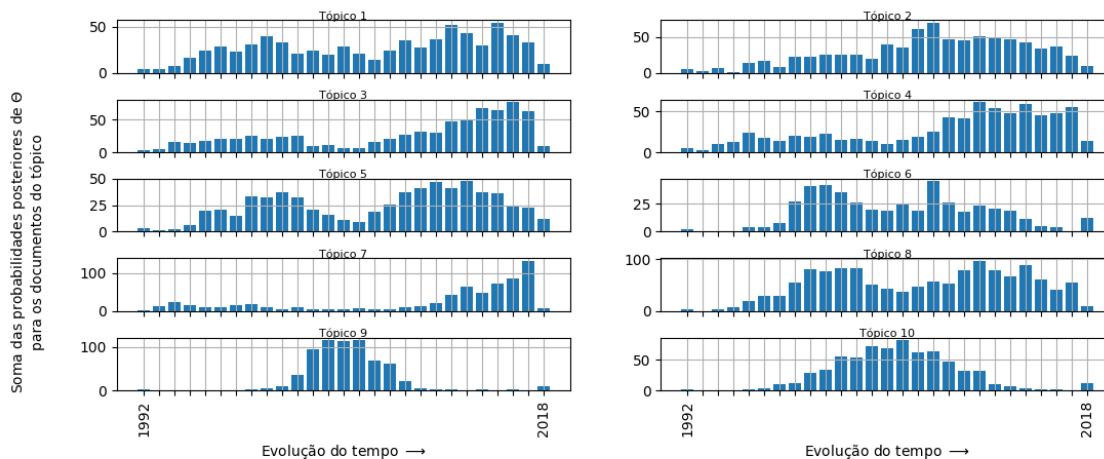 Soma das probabilidades posteriores de Θ
para os documentos do tópico
Tópico 1
50
0
Tópico 2
50
0
Tópico 3
50
0
Tópico 4
50
0
Tópico 5
50
25
0
Tópico 6
25
0
Tópico 7
100
0
Tópico 8
100
0
Tópico 9
100
0
1992
2018
Evolução do tempo ⟶
Tópico 10
50
0
1992
2018
Evolução do tempo ⟶